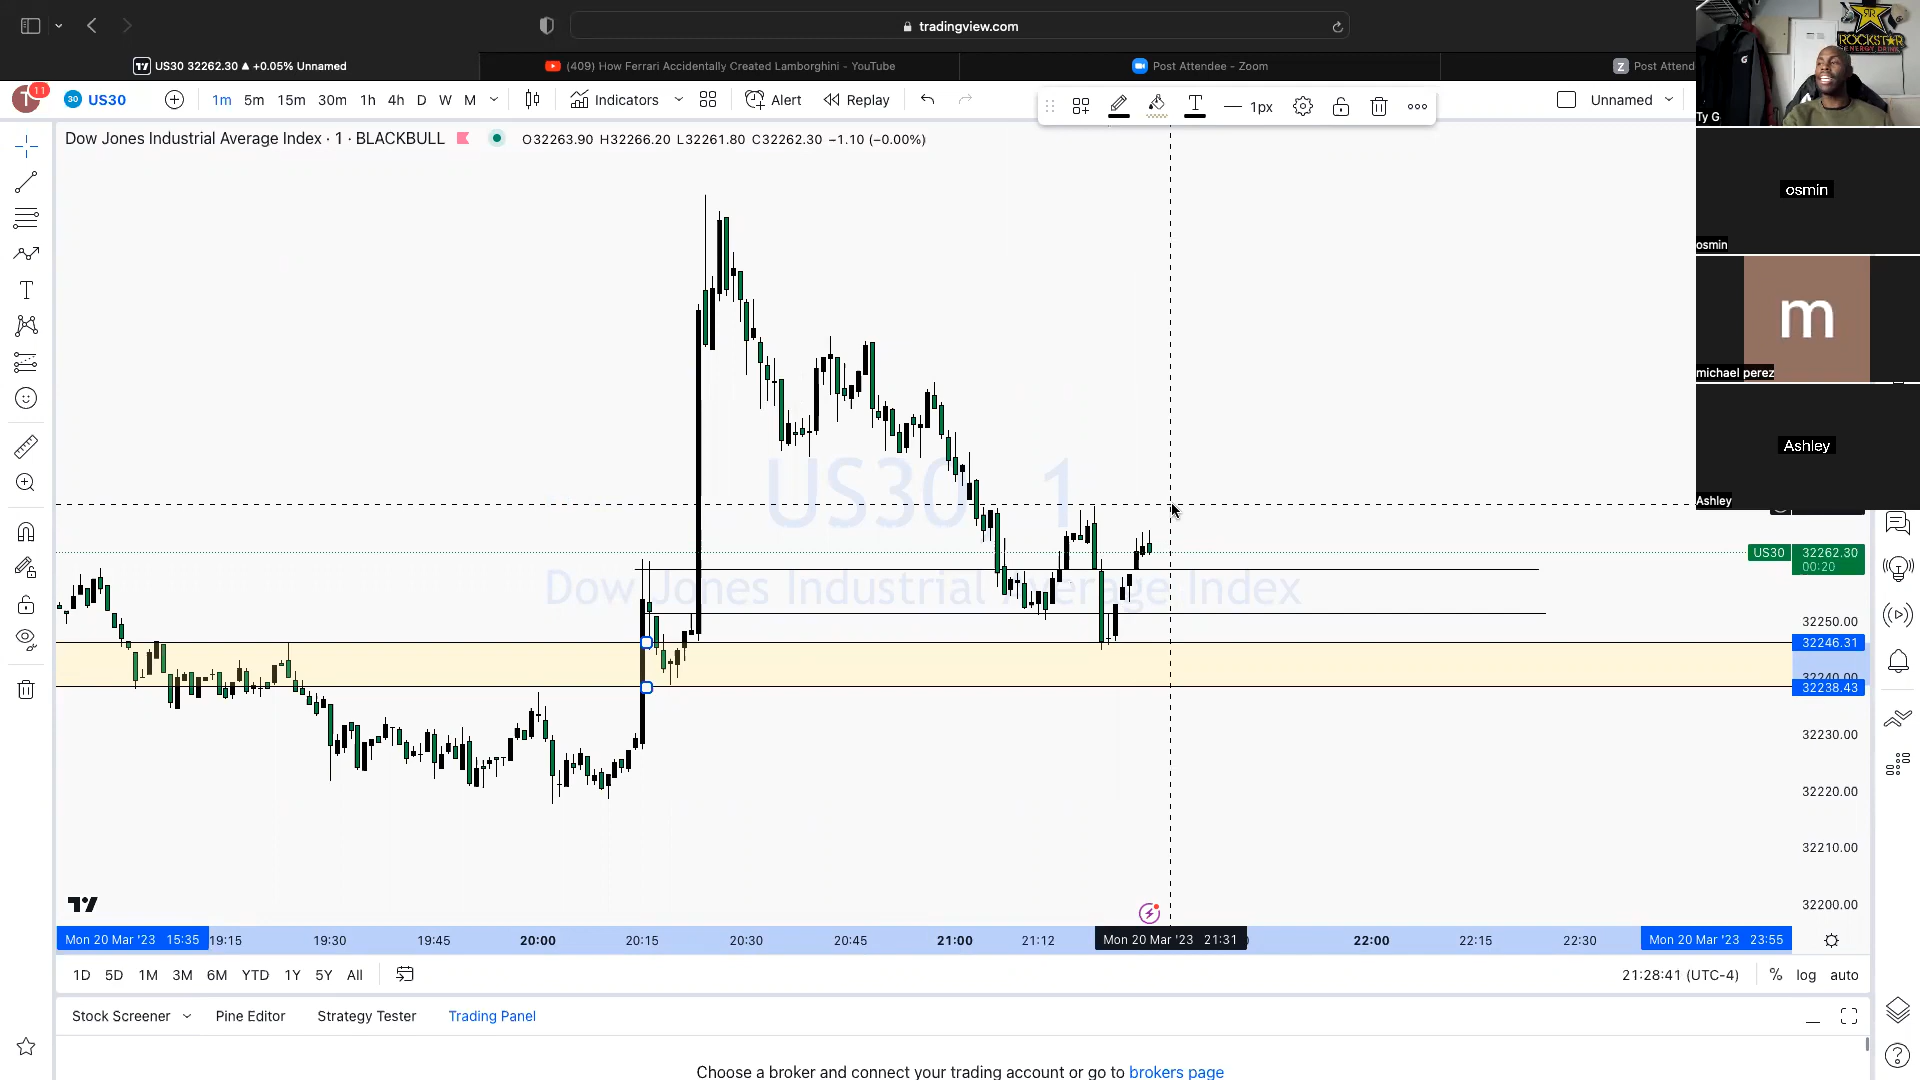 tradingview.com
US30 32262.30 ▲ +0.05% Unnamed
(409) How Ferrari Accidentally Created Lamborghini - YouTube
Post Attendee - Zoom
Z Post Attend
T 11
30 US30
1m 5m 15m 30m 1h 4h D W M
Indicators
Alert
Replay
1px
Unnamed
Dow Jones Industrial Average Index · 1 · BLACKBULL
O32263.90 H32266.20 L32261.80 C32262.30 −1.10 (−0.00%)
ROCKSTAR
ENERGY DRINK
Ty G
osmin
osmin
m
michael perez
Ashley
Ashley
US30 1
Dow Jones Industrial Average Index
US30 32262.30
00:20
32250.00
32246.31
32240.00
32238.43
32230.00
32220.00
32210.00
32200.00
Mon 20 Mar '23 15:35 19:15 19:30 19:45 20:00 20:15 20:30 20:45 21:00 21:12 Mon 20 Mar '23 21:31 22:00 22:15 22:30 Mon 20 Mar '23 23:55
1D 5D 1M 3M 6M YTD 1Y 5Y All
21:28:41 (UTC-4) % log auto
Stock Screener Pine Editor Strategy Tester Trading Panel
Choose a broker and connect your trading account or go to brokers page